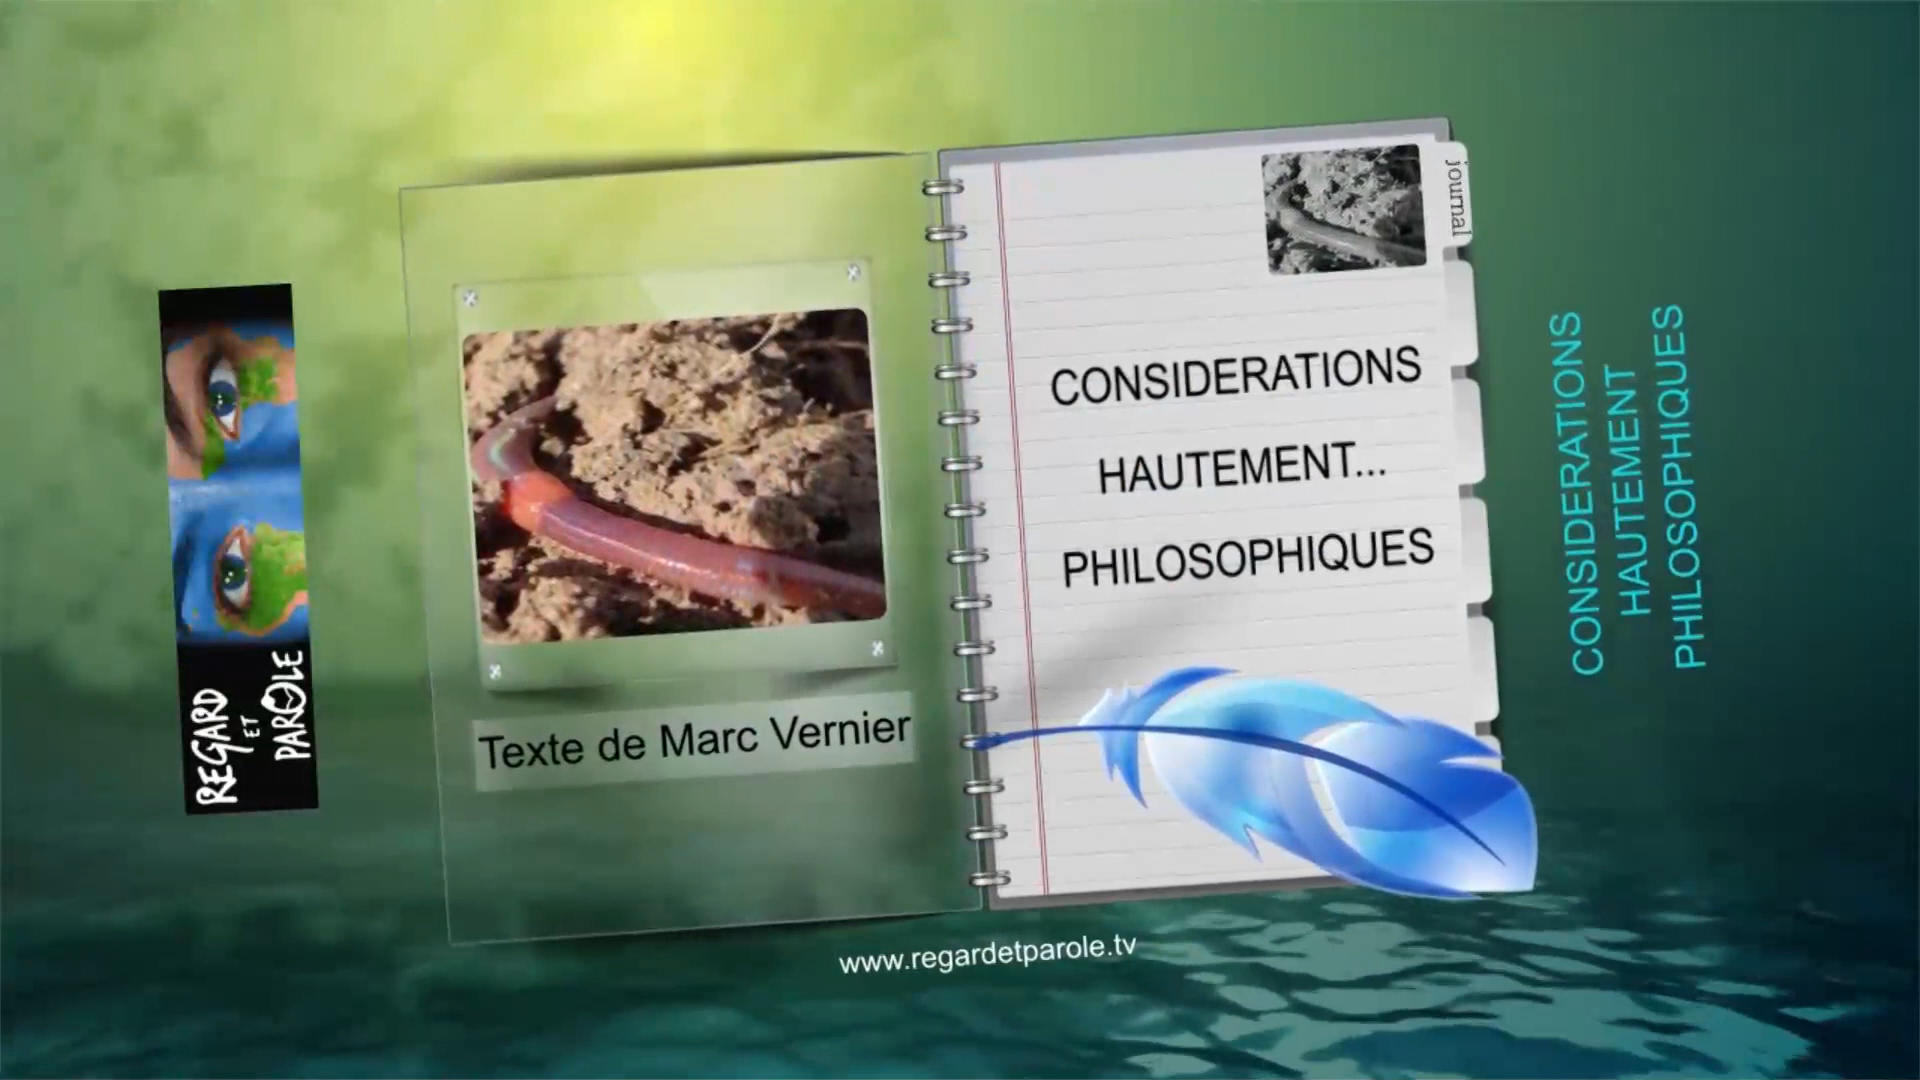 REGARD
ET
PAROLE
Texte de Marc Vernier
journal
CONSIDERATIONS
HAUTEMENT...
PHILOSOPHIQUES
CONSIDERATIONS
HAUTEMENT
PHILOSOPHIQUES
www.regardetparole.tv